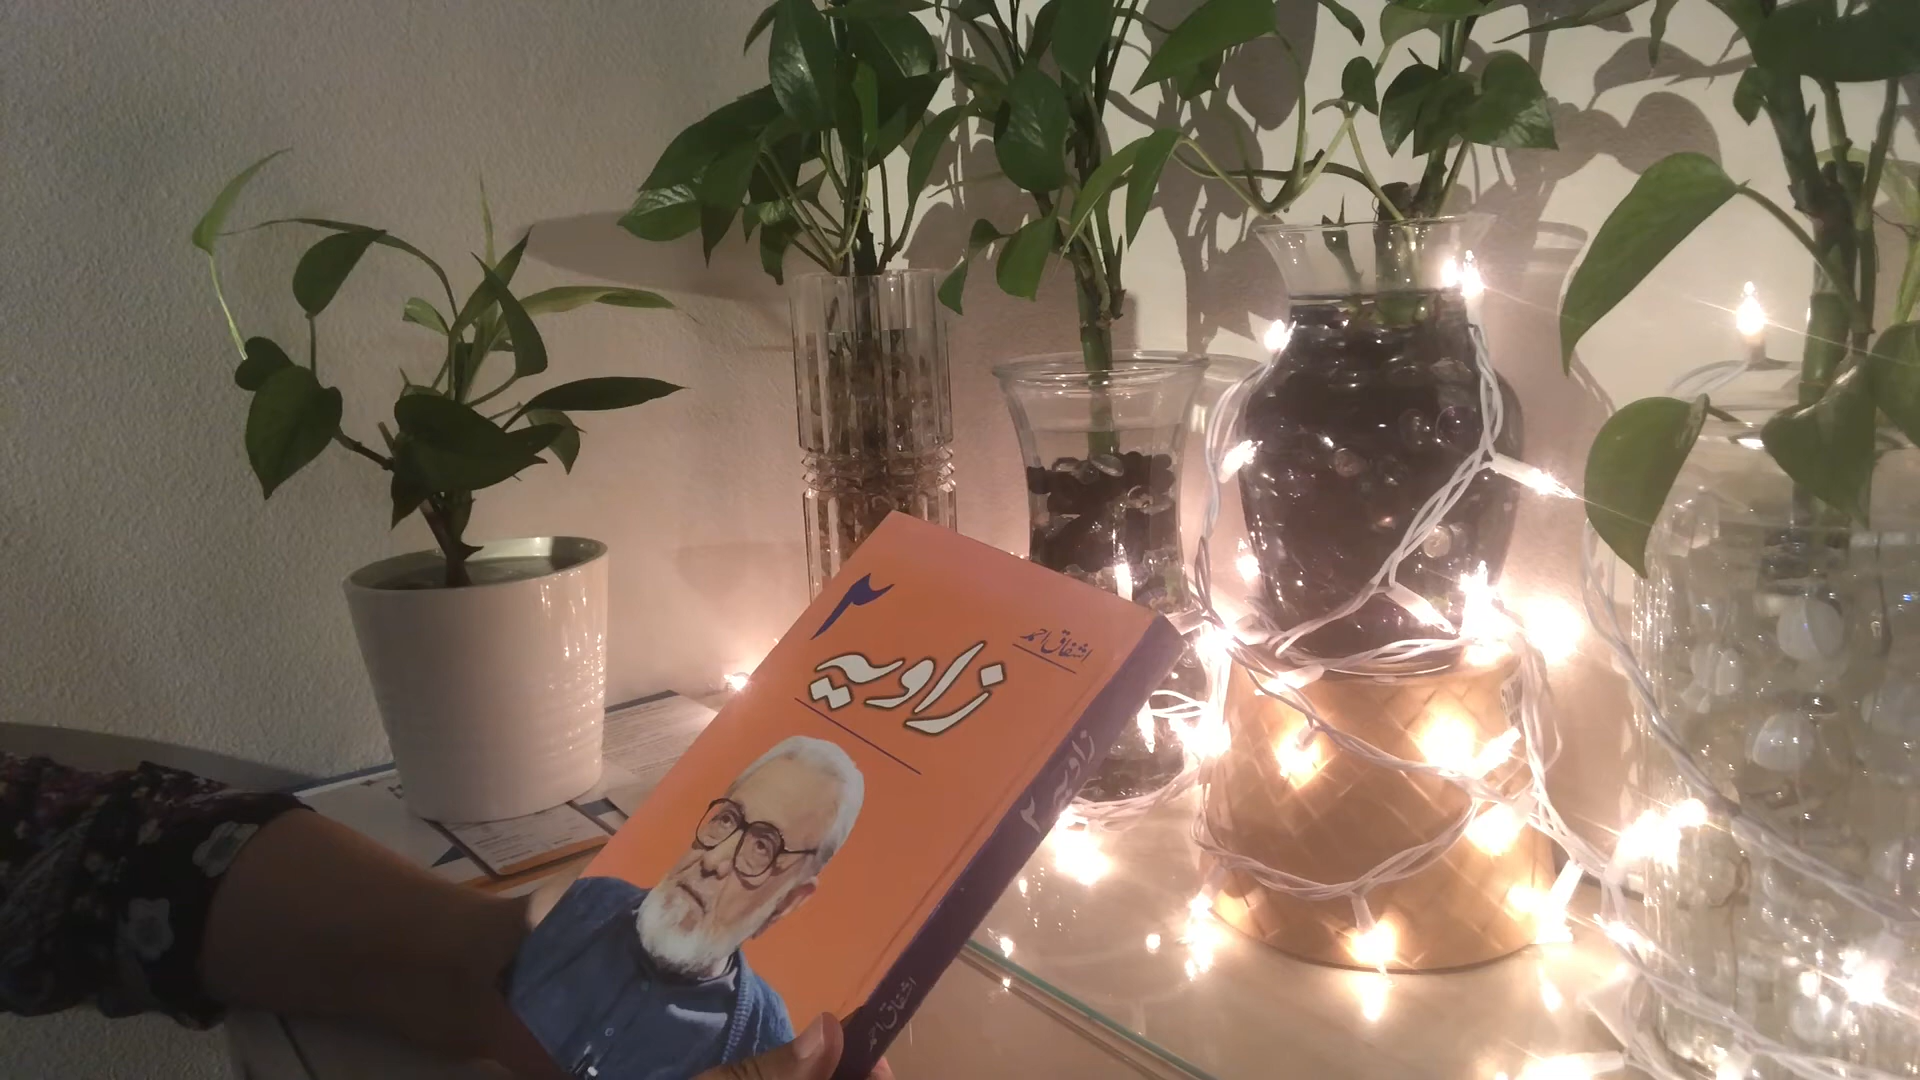 ۲
اشفاق احمد
زاویہ
زاویہ ۲
اشفاق احمد